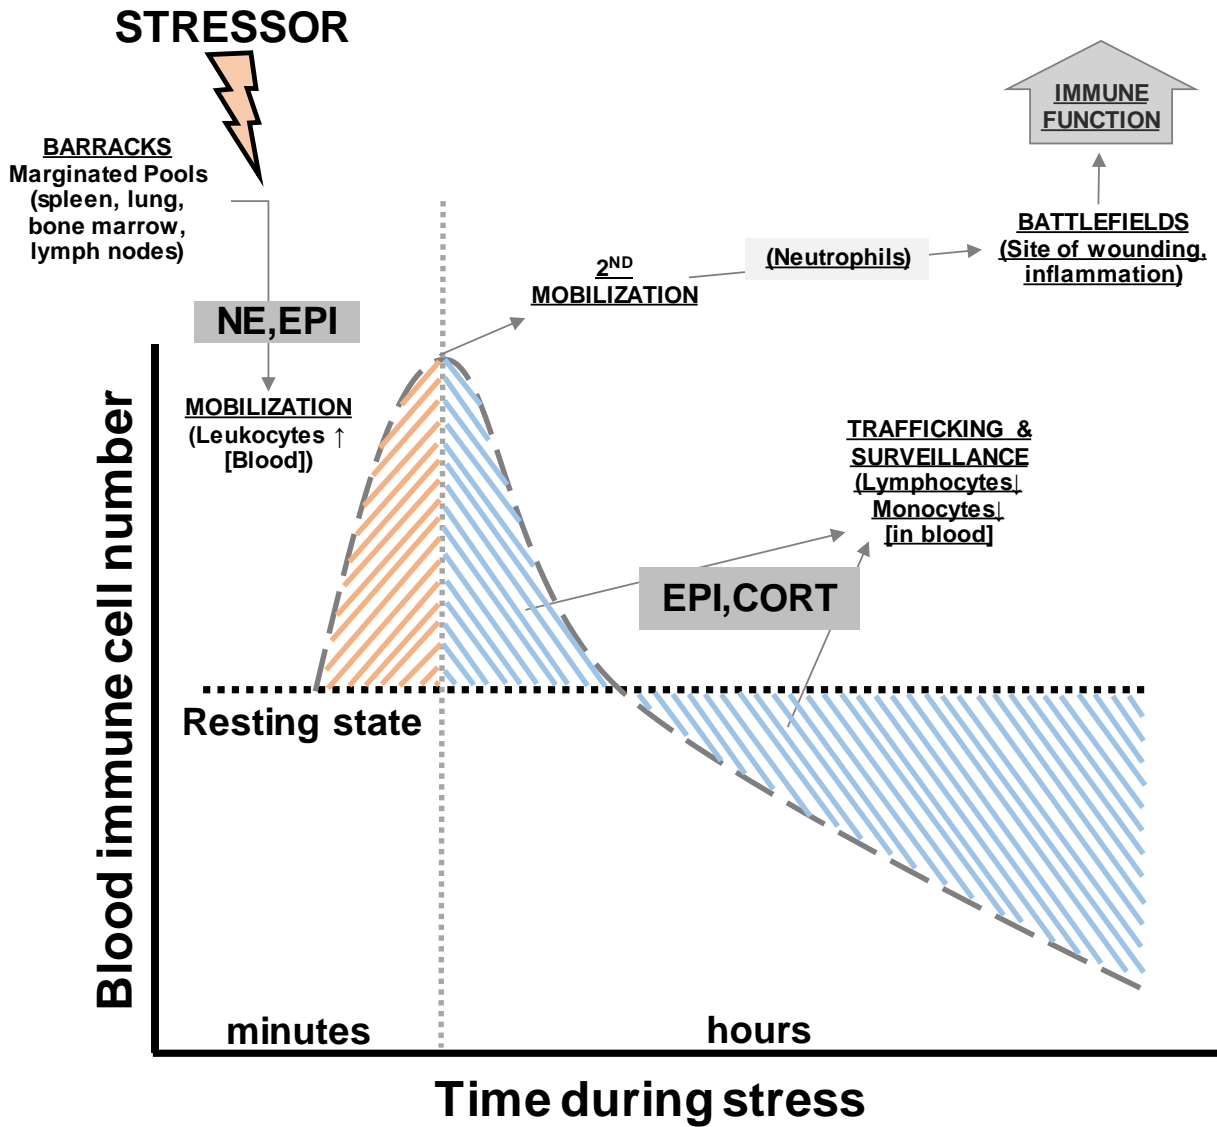 STRESSOR
BARRACKS
Marginated Pools
(spleen, lung,
bone marrow,
lymph nodes)
NE,EPI
MOBILIZATION
(Leukocytes ↑
[Blood])
2ND
MOBILIZATION
(Neutrophils)
IMMUNE
FUNCTION
BATTLEFIELDS
(Site of wounding,
inflammation)
TRAFFICKING &
SURVEILLANCE
(Lymphocytes↓
Monocytes↓
[in blood]
EPI,CORT
Resting state
Blood immune cell number
minutes
hours
Time during stress